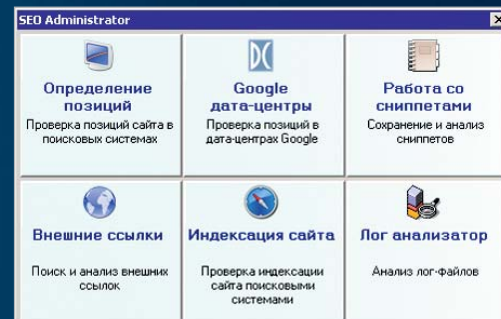 SEO Administrator
Определение
позиций
Проверка позиций сайта в
поисковых системах
Google
дата-центры
Проверка позиций в
дата-центрах Google
Работа со
сниппетами
Сохранение и анализ
сниппетов
Внешние ссылки
Поиск и анализ внешних
ссылок
Индексация сайта
Проверка индексации
сайта поисковыми
системами
Лог анализатор
Анализ лог-файлов